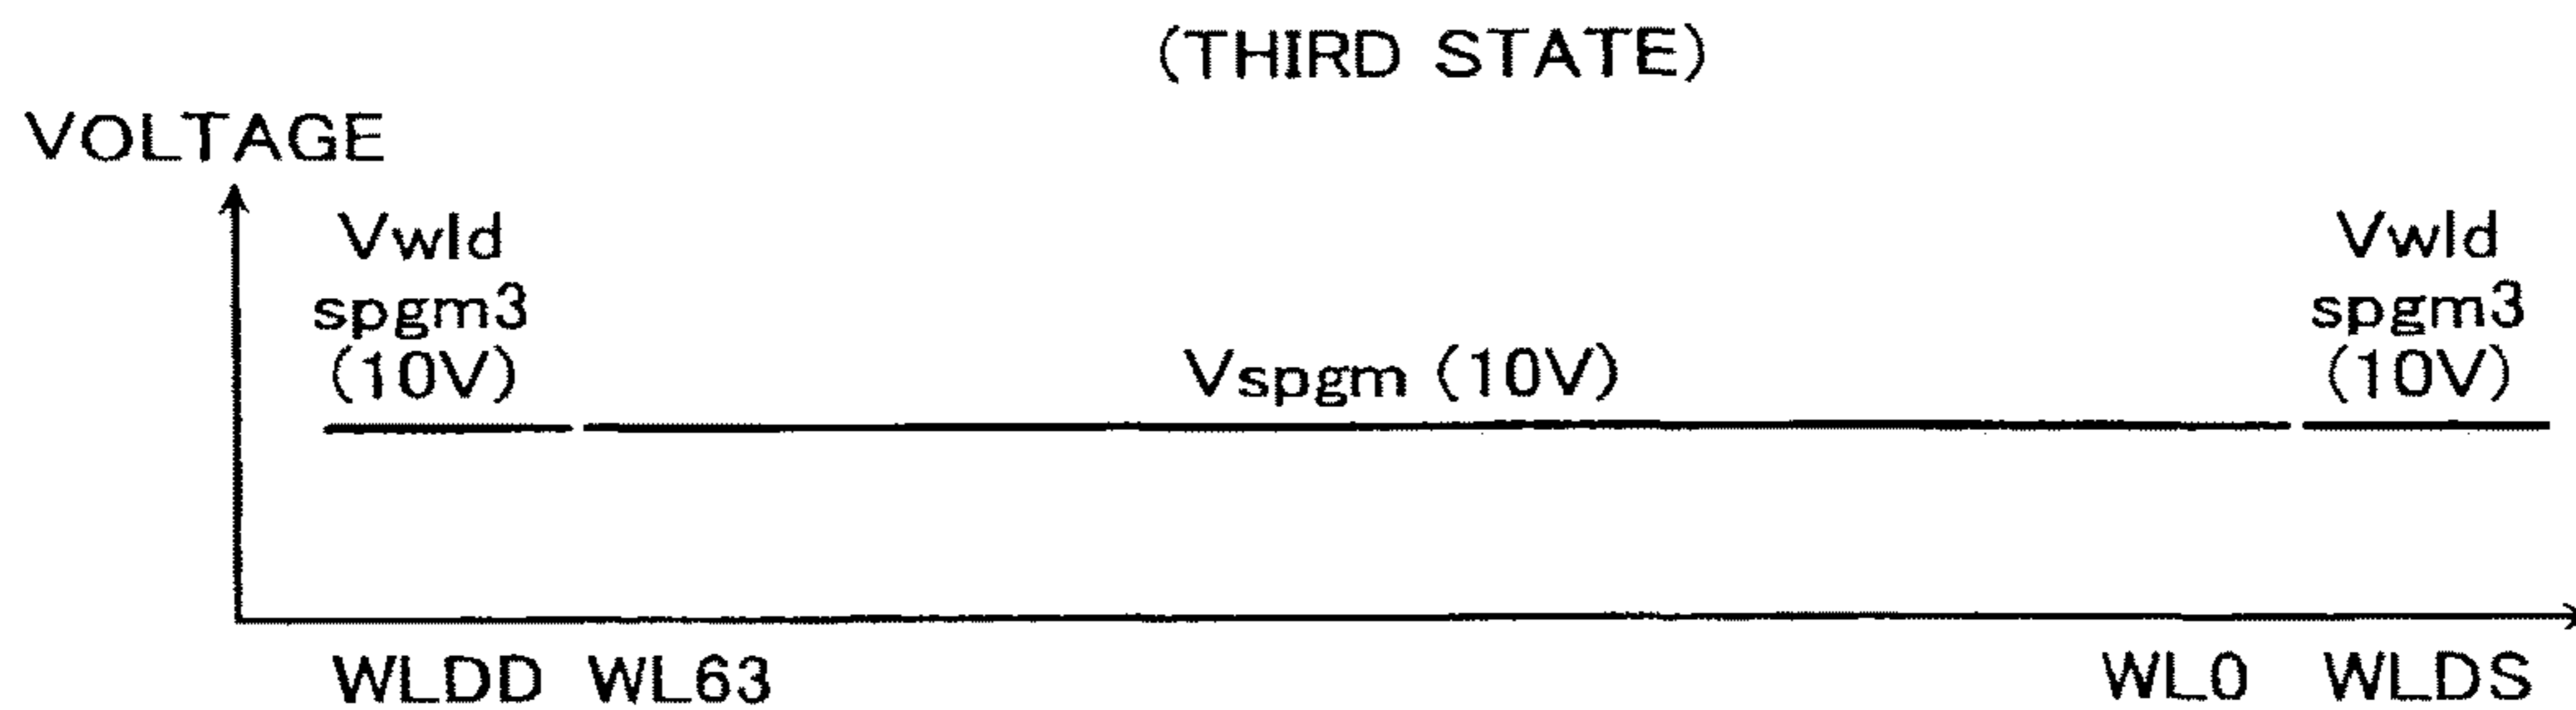 (THIRD STATE)
VOLTAGE
Vwld
spgm3
(10V)
Vspgm (10V)
Vwld
spgm3
(10V)
WLDD WL63
WL0 WLDS